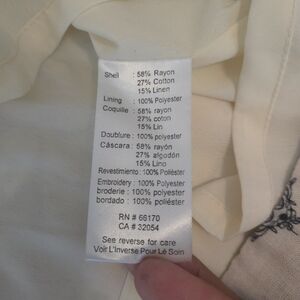 Shell : 58% Rayon
27% Cotton
15% Linen
Lining : 100% Polyester
Coquille : 58% rayon
27% coton
15% Lin
Doublure : 100% polyester
Cáscara : 58% rayón
27% algodón
15% Lino
Revestimiento : 100% Poliéster
Embroidery : 100% Polyester
broderie : 100% polyester
bordado : 100% poliéster
RN # 66170
CA # 32054
See reverse for care
Voir L'Inverse Pour Le Soin